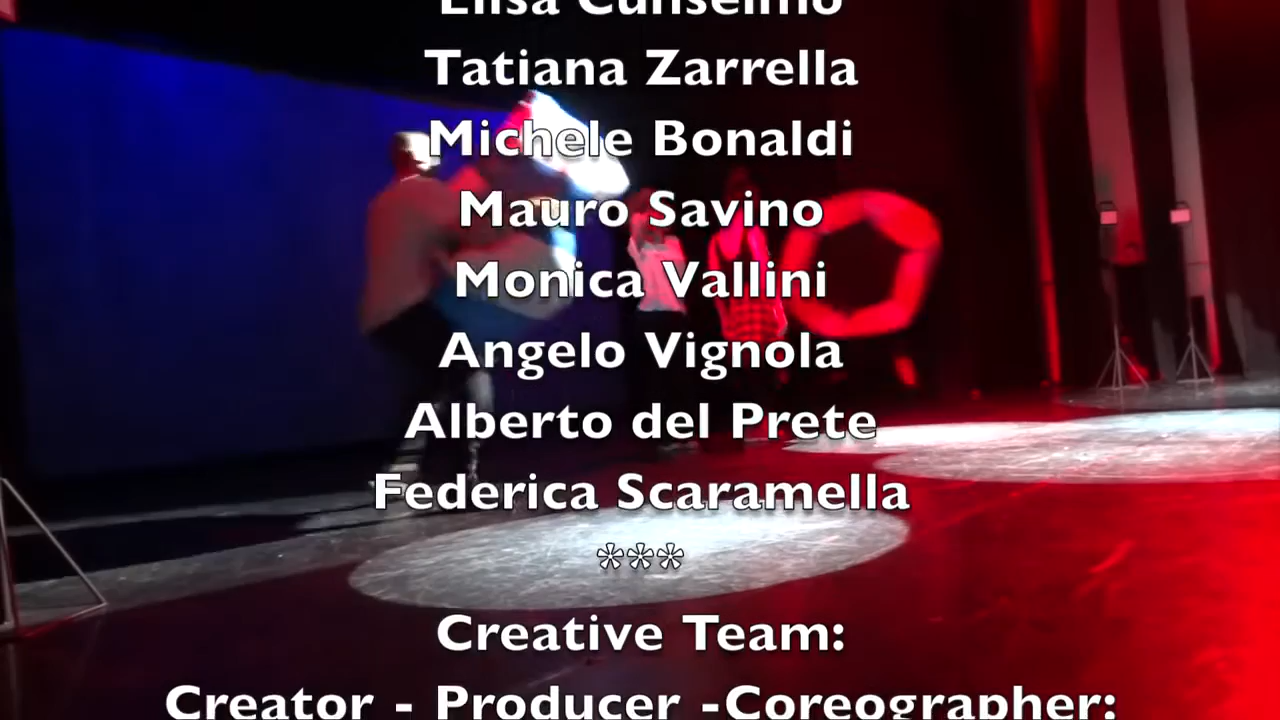 Elisa
Tatiana Zarrella
Michele Bonaldi
Mauro Savino
Monica Vallini
Angelo Vignola
Alberto del Prete
Federica Scaramella
***
Creative Team:
Creator - Producer -Coreographer: